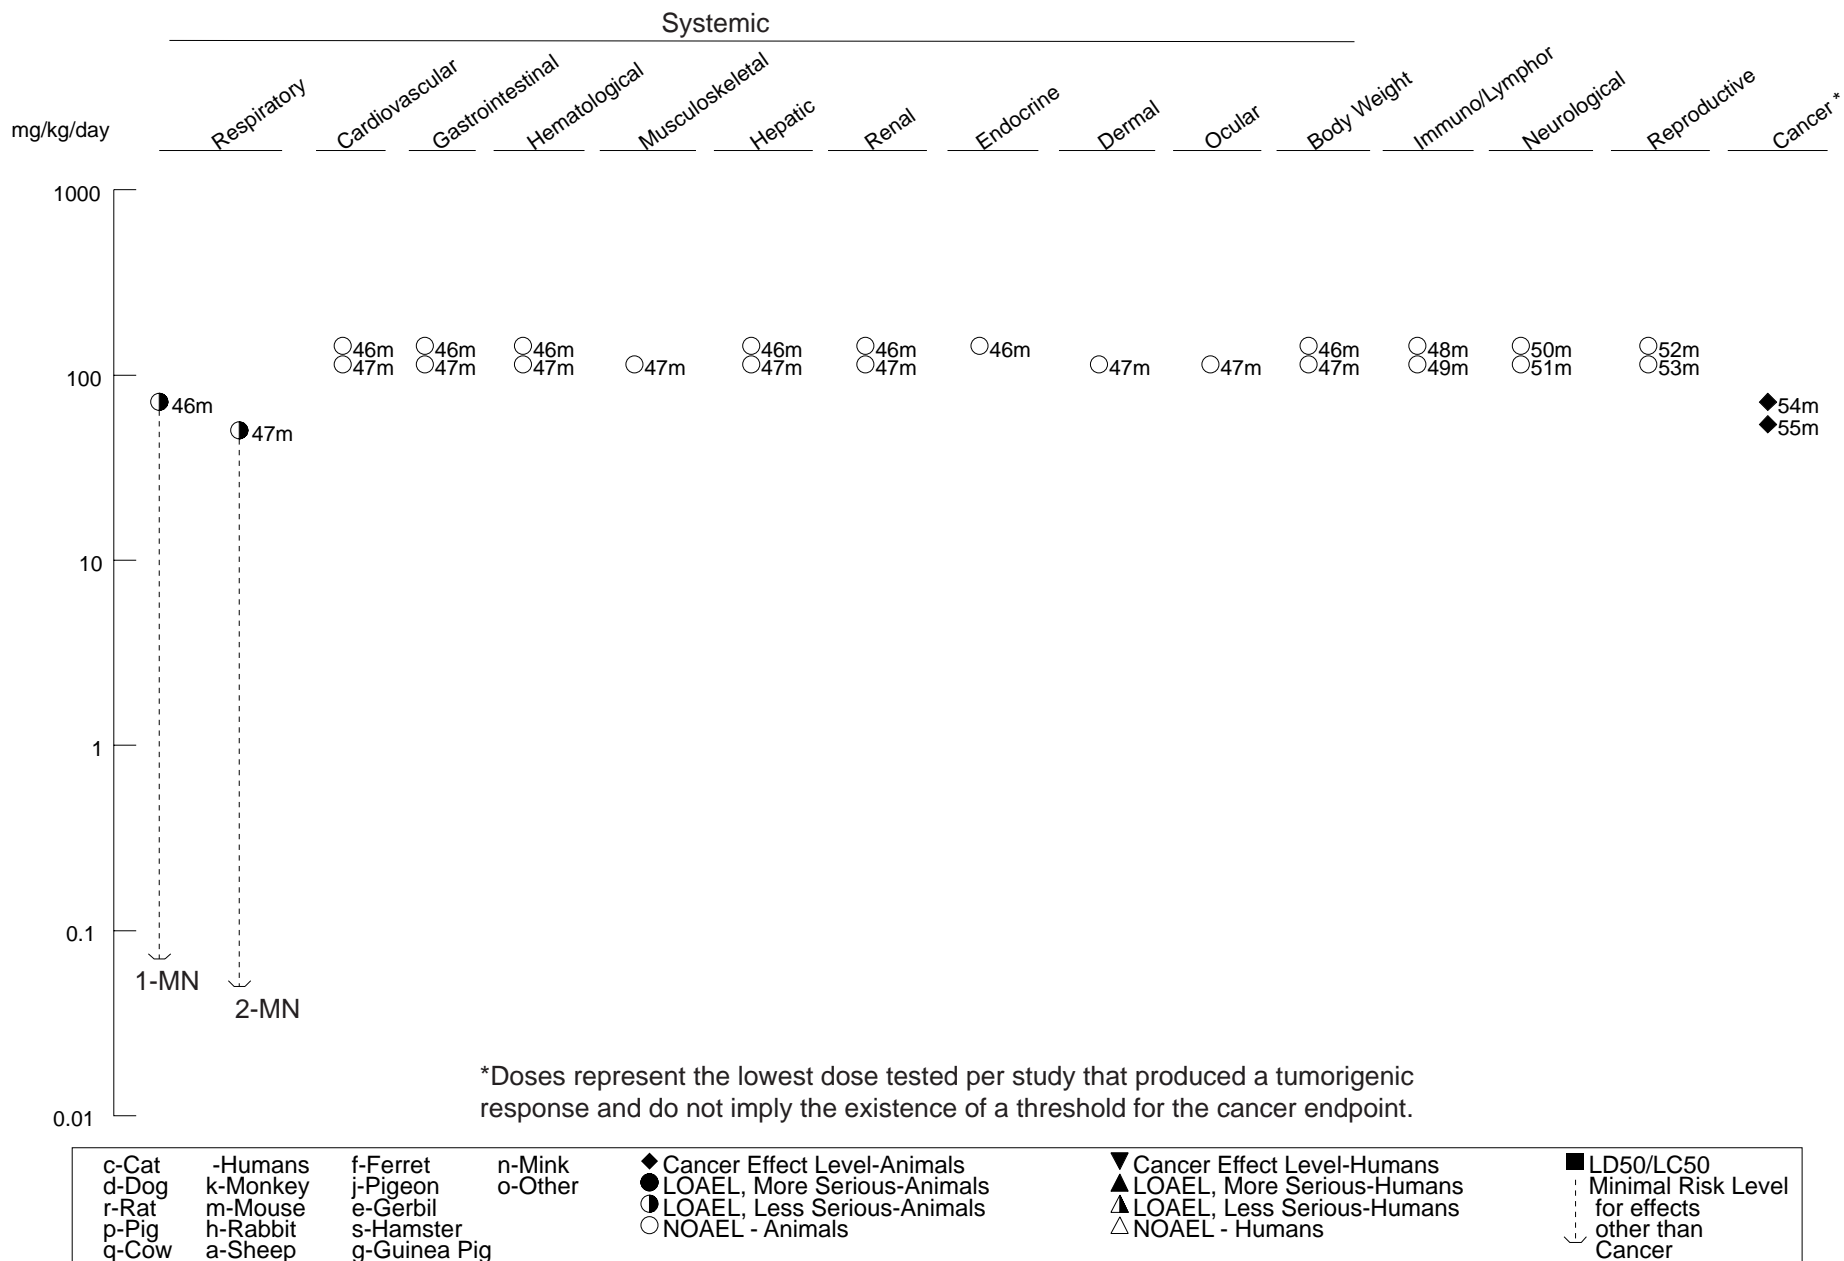 Systemic
mg/kg/day
Respiratory
Cardiovascular
Gastrointestinal
Hematological
Musculoskeletal
Hepatic
Renal
Endocrine
Dermal
Ocular
Body Weight
Immuno/Lymphor
Neurological
Reproductive
Cancer *
1000
46m 46m 46m 46m 46m 46m 46m 48m 50m 52m
47m 47m 47m 47m 47m 47m 47m 47m 47m 49m 51m 53m
100
46m 54m
47m 55m
10
1
0.1
1-MN
2-MN
*Doses represent the lowest dose tested per study that produced a tumorigenic
response and do not imply the existence of a threshold for the cancer endpoint.
0.01
c-Cat -Humans f-Ferret n-Mink Cancer Effect Level-Animals Cancer Effect Level-Humans LD50/LC50
d-Dog k-Monkey j-Pigeon o-Other LOAEL, More Serious-Animals LOAEL, More Serious-Humans Minimal Risk Level
r-Rat m-Mouse e-Gerbil LOAEL, Less Serious-Animals LOAEL, Less Serious-Humans for effects
p-Pig h-Rabbit s-Hamster NOAEL - Animals NOAEL - Humans other than
q-Cow a-Sheep g-Guinea Pig Cancer